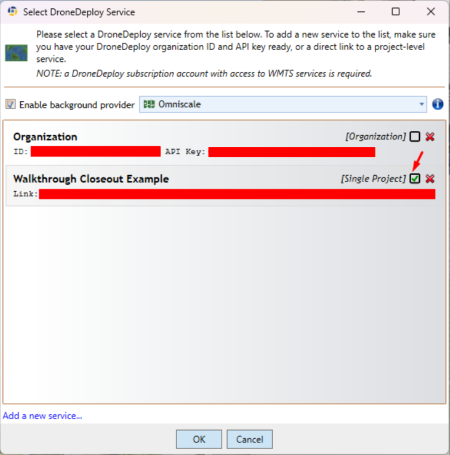 Select DroneDeploy Service
Please select a DroneDeploy service from the list below. To add a new service to the list, make sure
you have your DroneDeploy organization ID and API key ready, or a direct link to a project-level
service.
NOTE: a DroneDeploy subscription account with access to WMTS services is required.
Enable background provider
Omniscale
Organization
[Organization]
ID:
API Key:
Walkthrough Closeout Example
[Single Project]
Link:
Add a new service...
OK
Cancel